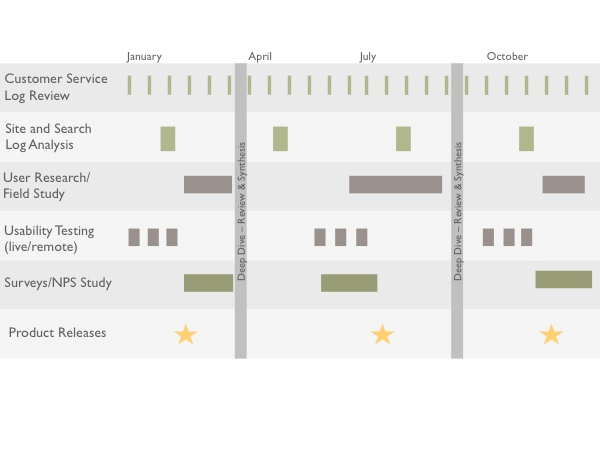 January
April
July
October
Customer Service
Log Review
Site and Search
Log Analysis
User Research/
Field Study
Usability Testing
(live/remote)
Surveys/NPS Study
Product Releases
Deep Dive – Review & Synthesis
Deep Dive – Review & Synthesis